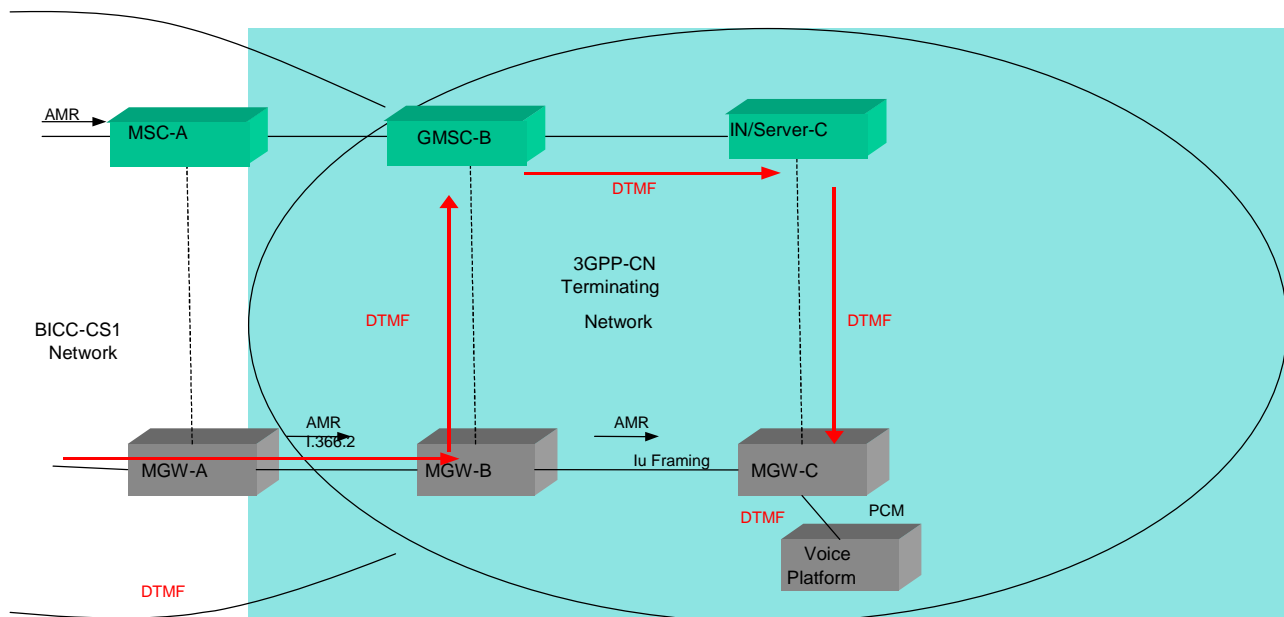 AMR
MSC-A
GMSC-B
IN/Server-C
DTMF
3GPP-CN
Terminating
Network
DTMF
DTMF
BICC-CS1
Network
AMR
I.366.2
AMR
Iu Framing
MGW-A
MGW-B
MGW-C
DTMF
PCM
Voice
Platform
DTMF